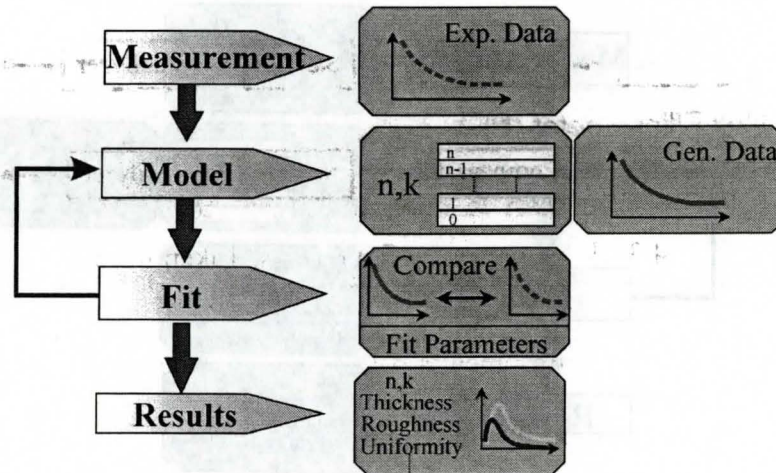 Measurement
Exp. Data
Model
n,k
n
n-1
1
0
Gen. Data
Fit
Compare
Fit Parameters
Results
n,k
Thickness
Roughness
Uniformity